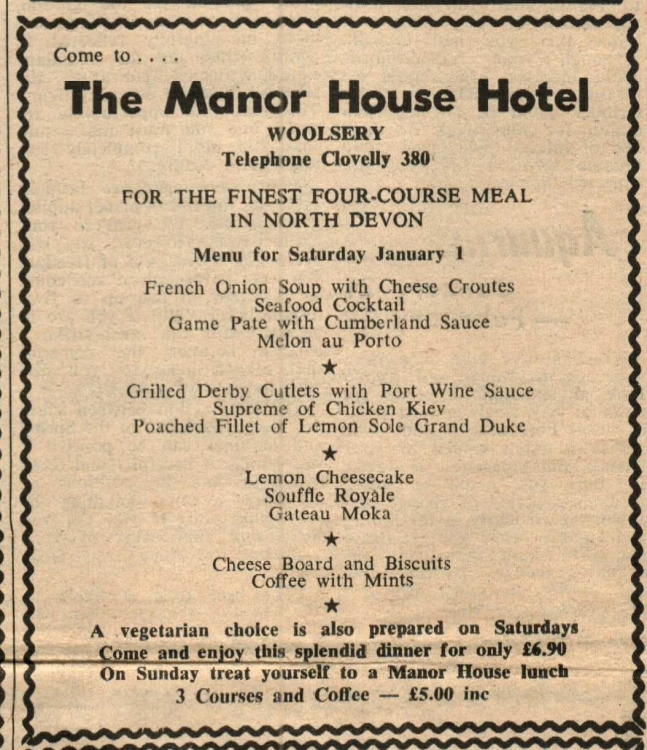 Come to . . . .
The Manor House Hotel
WOOLSERY
Telephone Clovelly 380
FOR THE FINEST FOUR-COURSE MEAL
IN NORTH DEVON
Menu for Saturday January 1
French Onion Soup with Cheese Croutes
Seafood Cocktail
Game Pate with Cumberland Sauce
Melon au Porto
★
Grilled Derby Cutlets with Port Wine Sauce
Supreme of Chicken Kiev
Poached Fillet of Lemon Sole Grand Duke
★
Lemon Cheesecake
Souffle Royale
Gateau Moka
★
Cheese Board and Biscuits
Coffee with Mints
★
A vegetarian choice is also prepared on Saturdays
Come and enjoy this splendid dinner for only £6.90
On Sunday treat yourself to a Manor House lunch
3 Courses and Coffee — £5.00 inc